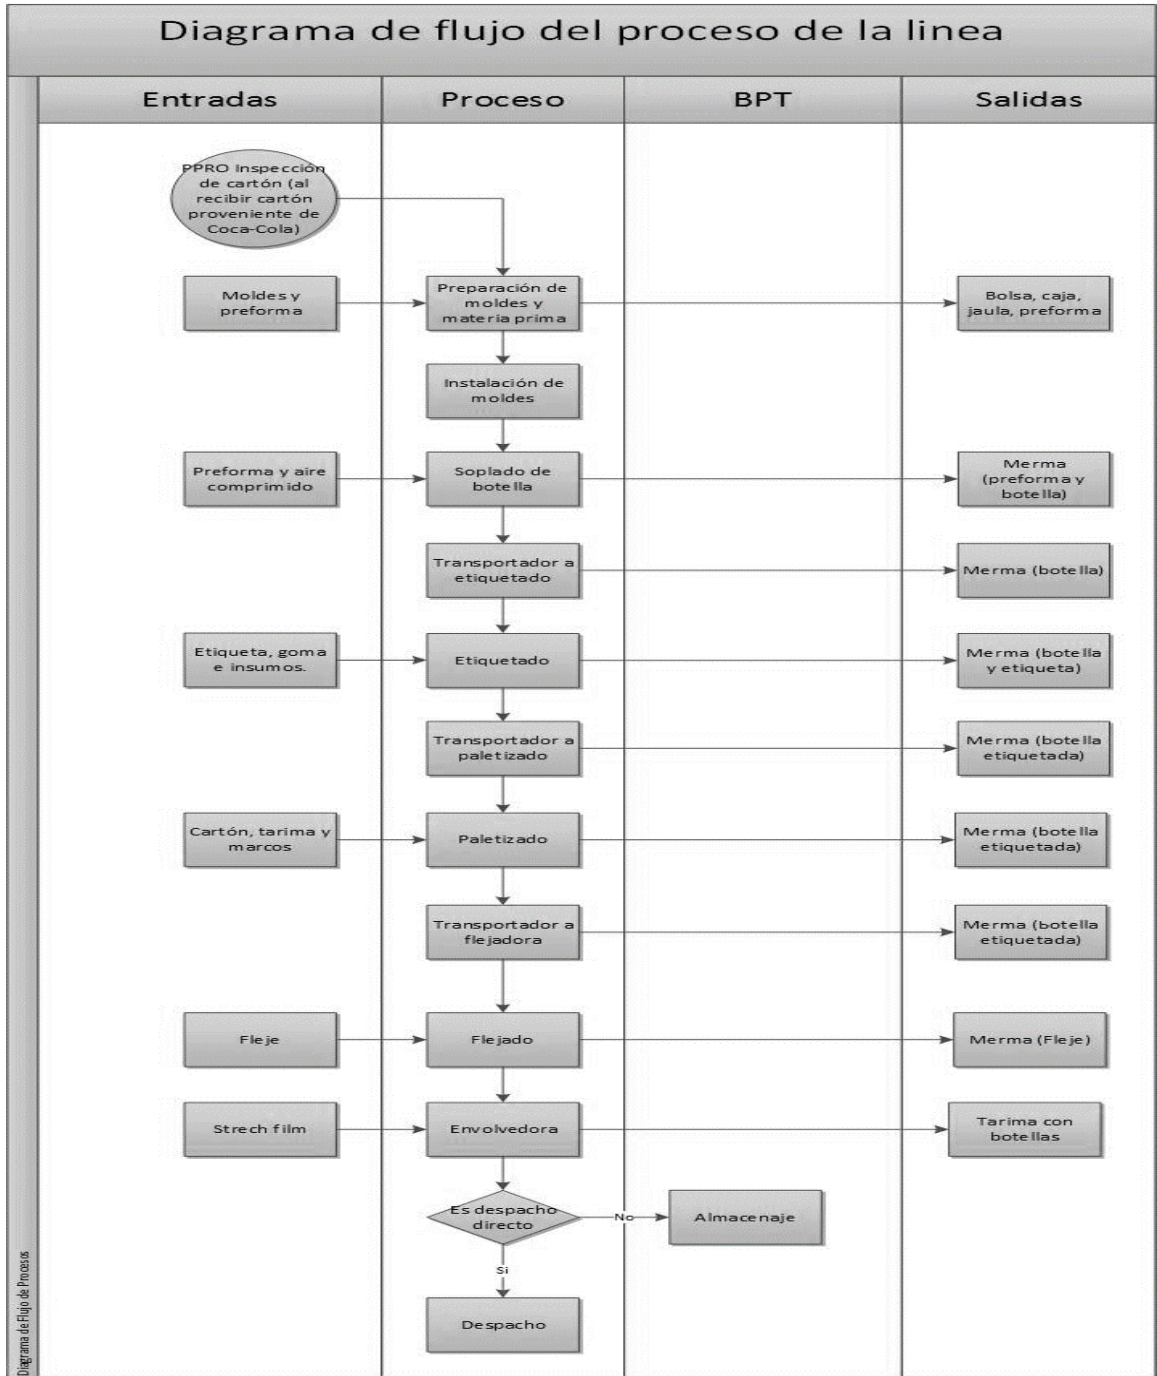 Diagrama de flujo del proceso de la linea
Entradas
Proceso
BPT
Salidas
PPRO Inspección
de cartón (al
recibir cartón
proveniente de
Coca-Cola)
Moldes y
preforma
Preparación de
moldes y
materia prima
Bolsa, caja,
jaula, preforma
Instalación de
moldes
Preforma y aire
comprimido
Soplado de
botella
Merma
(preforma y
botella)
Transportador a
etiquetado
Merma (botella)
Etiqueta, goma
e insumos.
Etiquetado
Merma (botella
y etiqueta)
Transportador a
paletizado
Merma (botella
etiquetada)
Cartón, tarima y
marcos
Paletizado
Merma (botella
etiquetada)
Transportador a
flejadora
Merma (botella
etiquetada)
Fleje
Flejado
Merma (Fleje)
Strech film
Envolvedora
Tarima con
botellas
Es despacho
directo
No
Almacenaje
Si
Despacho
Diagrama de Flujo de Procesos